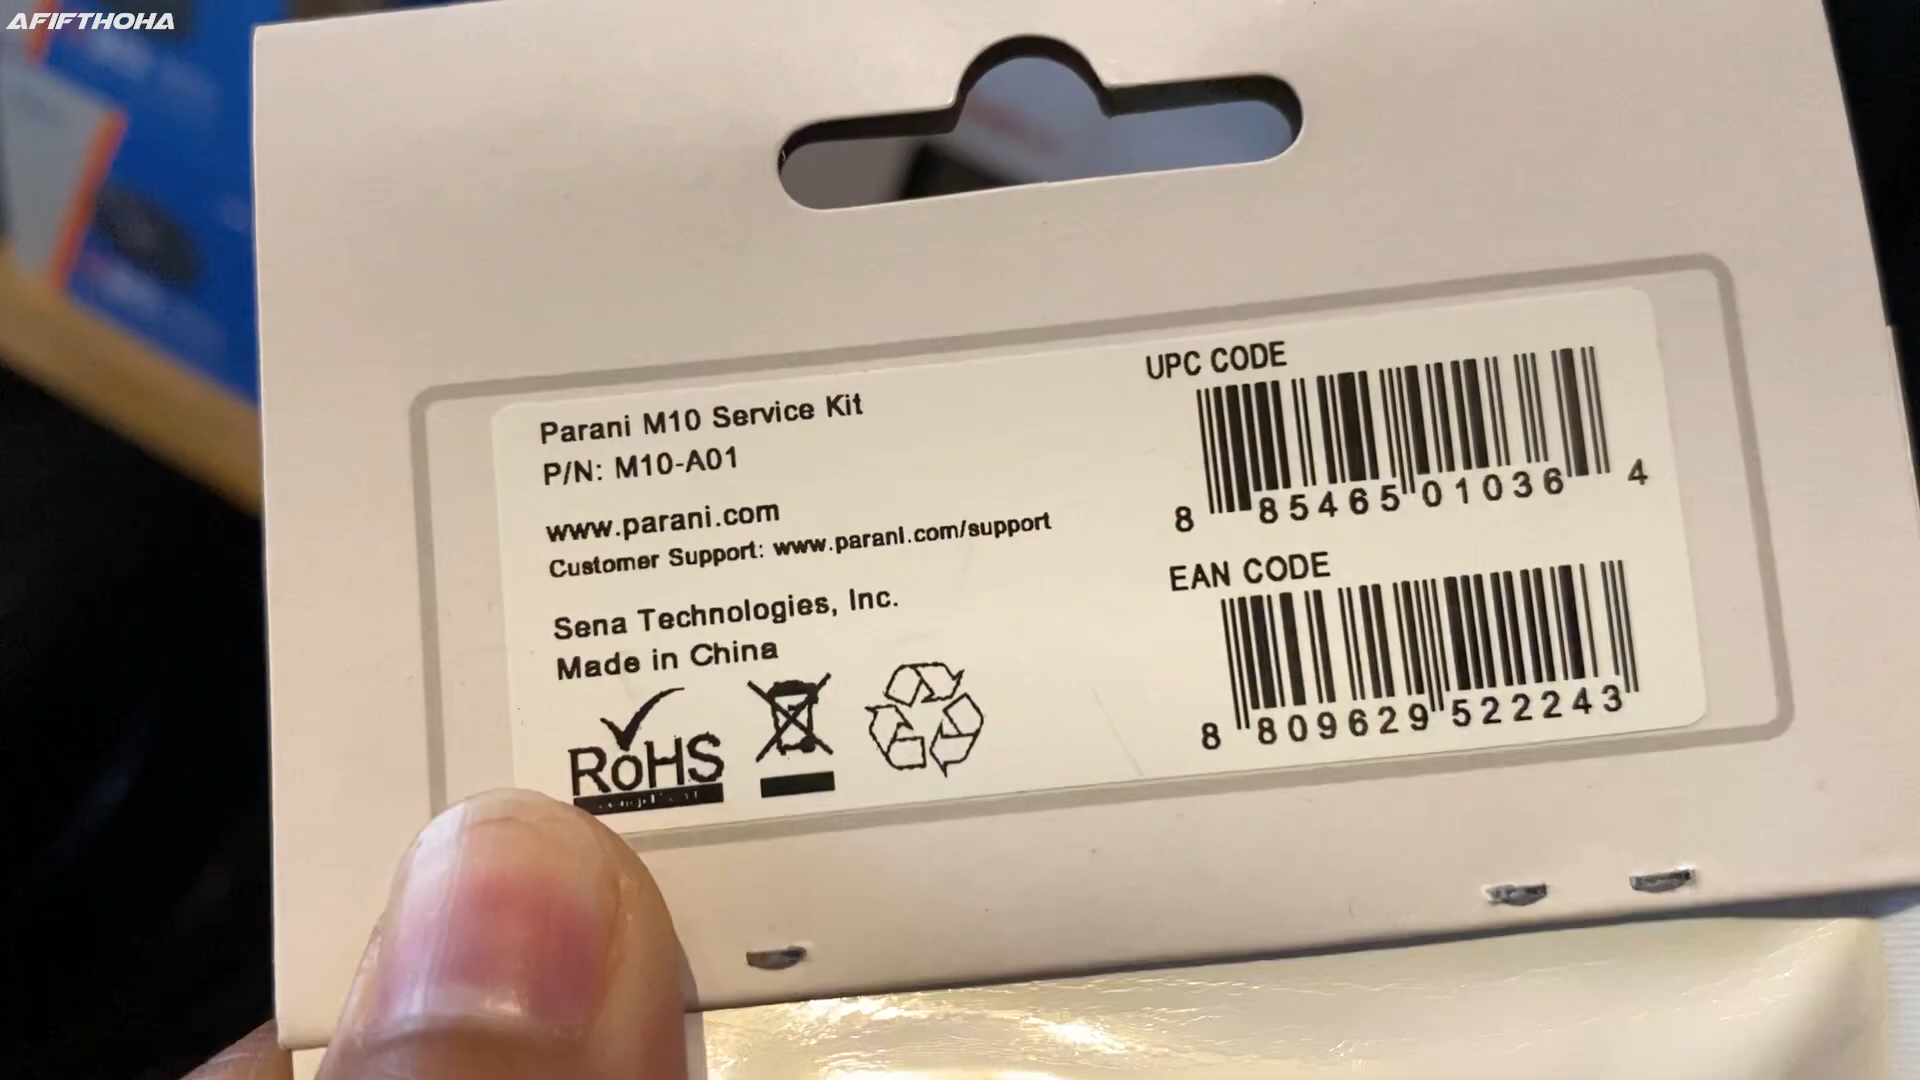 AFIFTHOHA
Parani M10 Service Kit
P/N: M10-A01
www.parani.com
Customer Support: www.parani.com/support
Sena Technologies, Inc.
Made in China
RoHS
UPC CODE
8 85465 01036 4
EAN CODE
8 809629 522243